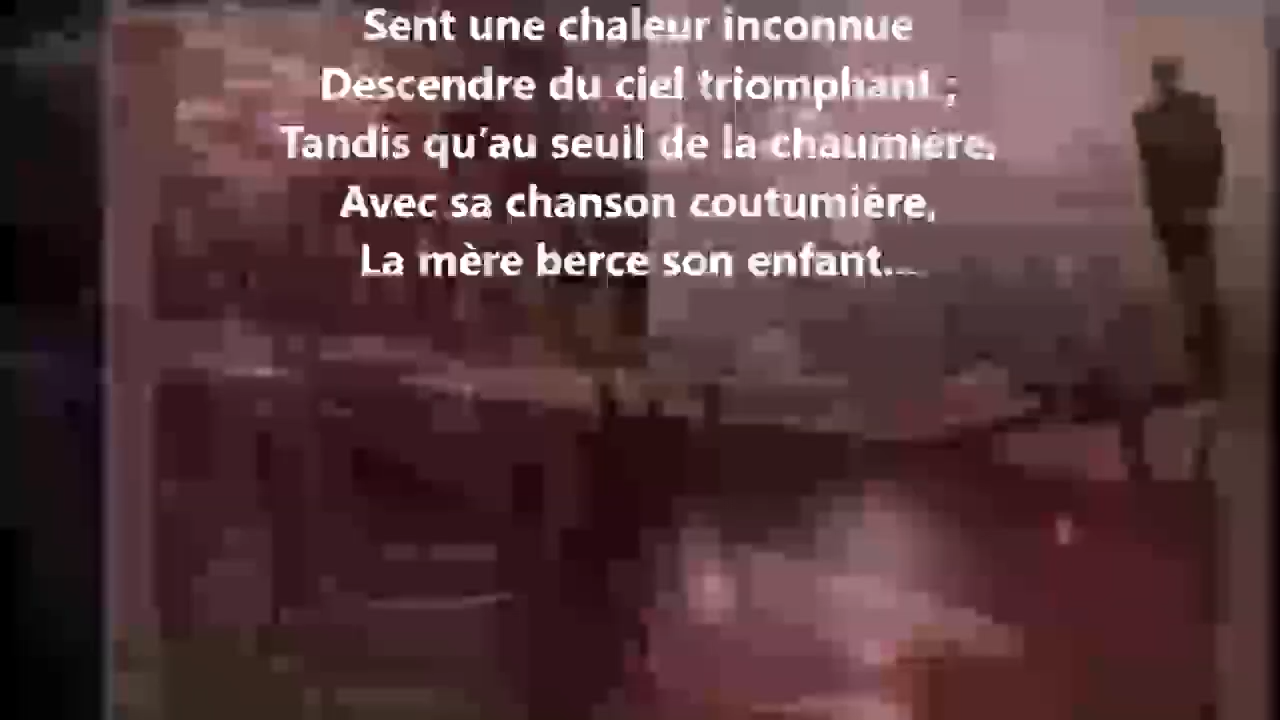 Sent une chaleur inconnue
Descendre du ciel triomphant ;
Tandis qu'au seuil de la chaumière,
Avec sa chanson coutumière,
La mère berce son enfant...